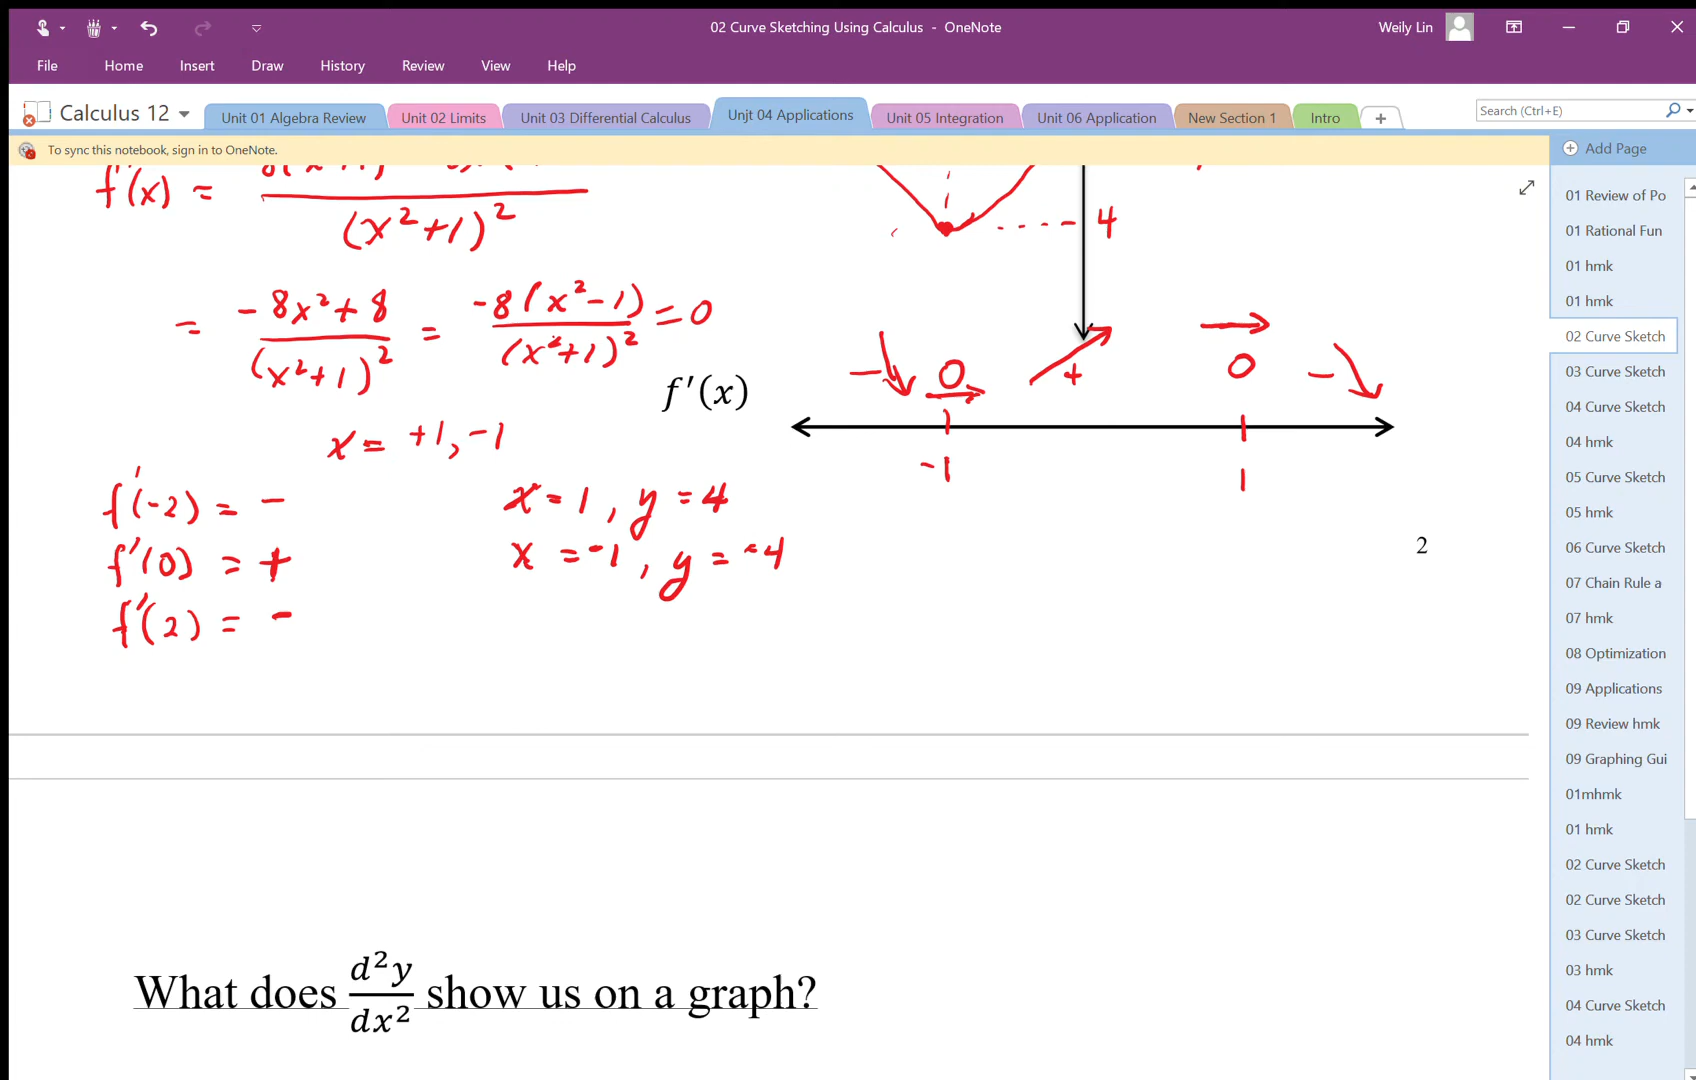 02 Curve Sketching Using Calculus - OneNote
Weily Lin
File Home Insert Draw History Review View Help
Calculus 12
Unit 01 Algebra Review
Unit 02 Limits
Unit 03 Differential Calculus
Unjt 04 Applications
Unit 05 Integration
Unit 06 Application
New Section 1
Intro
+
Search (Ctrl+E)
To sync this notebook, sign in to OneNote.
f'(x) =
(x²+1)²
4
= -8x²+8 / (x²+1)² = -8(x²-1) / (x²+1)² = 0
f'(x)
- 0 + 0 -
-1 1
x = +1, -1
f'(-2) = -
f'(0) = +
f'(2) = -
x = 1, y = 4
x = -1, y = -4
2
What does d²y/dx² show us on a graph?
Add Page
01 Review of Po
01 Rational Fun
01 hmk
01 hmk
02 Curve Sketch
03 Curve Sketch
04 Curve Sketch
04 hmk
05 Curve Sketch
05 hmk
06 Curve Sketch
07 Chain Rule a
07 hmk
08 Optimization
09 Applications
09 Review hmk
09 Graphing Gui
01mhmk
01 hmk
02 Curve Sketch
02 Curve Sketch
03 Curve Sketch
03 hmk
04 Curve Sketch
04 hmk